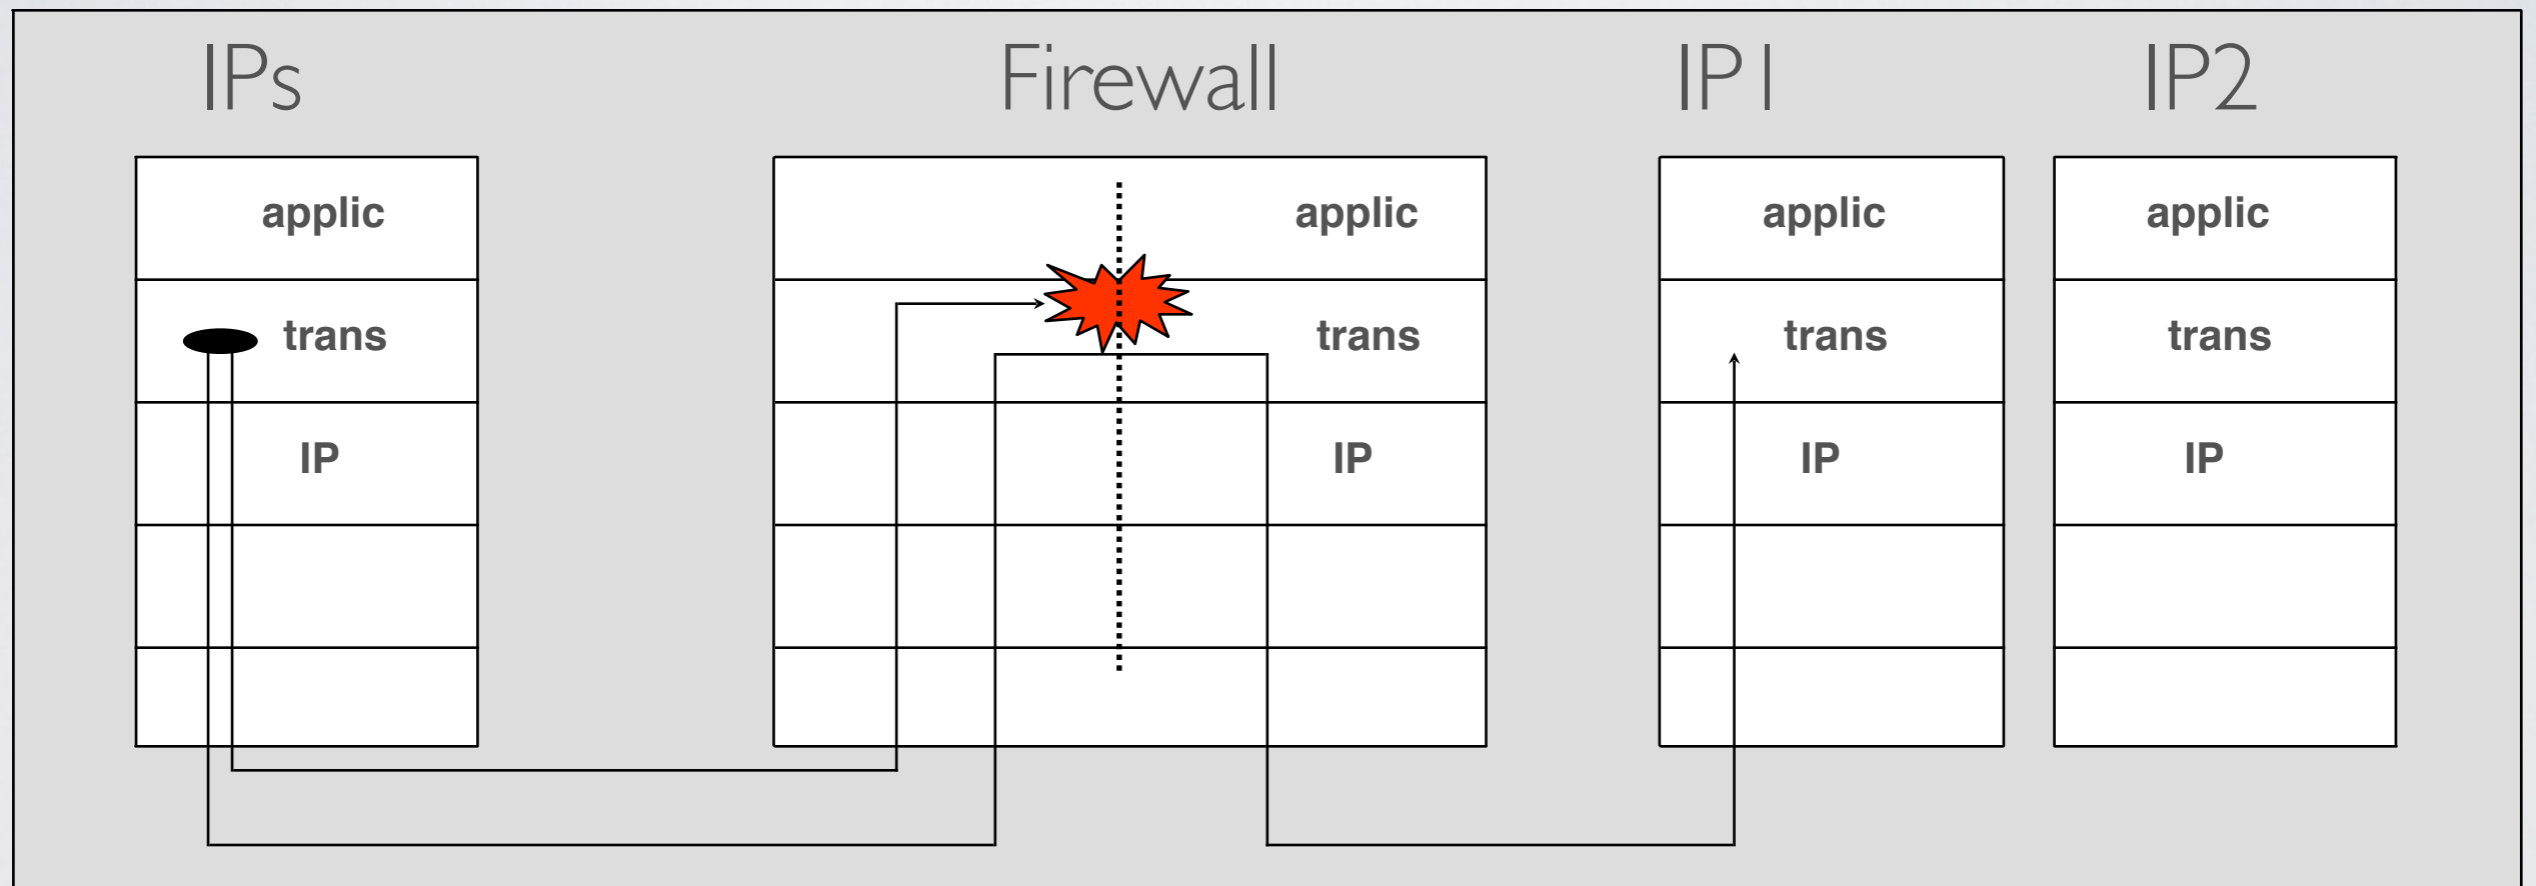 IPs Firewall IP1 IP2
applic applic applic applic
trans trans trans trans
IP IP IP IP